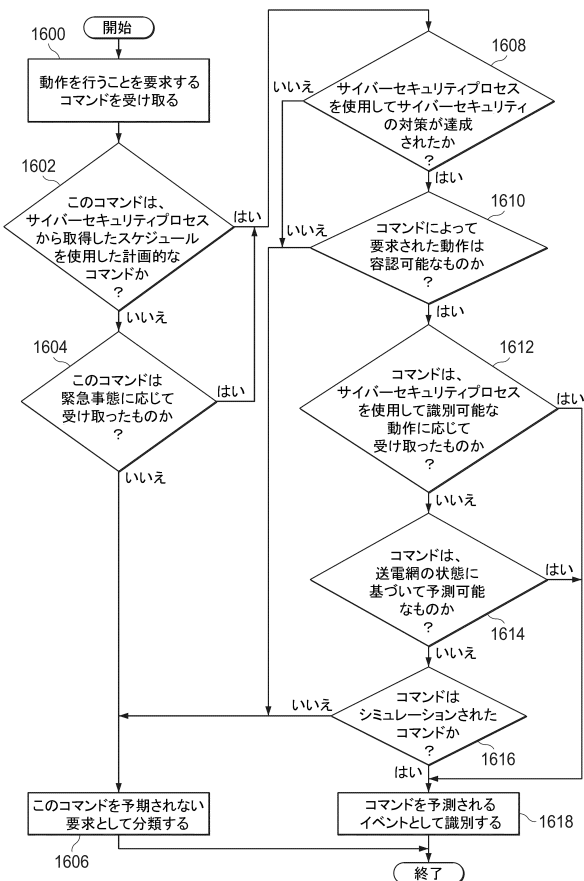 開始
1600
動作を行うことを要求する
コマンドを受け取る
1602
このコマンドは、
サイバーセキュリティプロセス
から取得したスケジュール
を使用した計画的な
コマンドか
?
はい
いいえ
1604
このコマンドは
緊急事態に応じて
受け取ったものか
?
はい
いいえ
このコマンドを予期されない
要求として分類する
1606
1608
サイバーセキュリティプロセス
を使用してサイバーセキュリティ
の対策が達成
されたか
?
いいえ
はい
1610
コマンドによって
要求された動作は
容認可能なものか
?
いいえ
はい
1612
コマンドは、
サイバーセキュリティプロセス
を使用して識別可能な
動作に応じて
受け取ったものか
?
はい
いいえ
コマンドは、
送電網の状態に
基づいて予測可能
なものか
?
はい
1614
いいえ
コマンドは
シミュレーションされた
コマンドか
?
いいえ
1616
はい
コマンドを予測される
イベントとして識別する
1618
終了